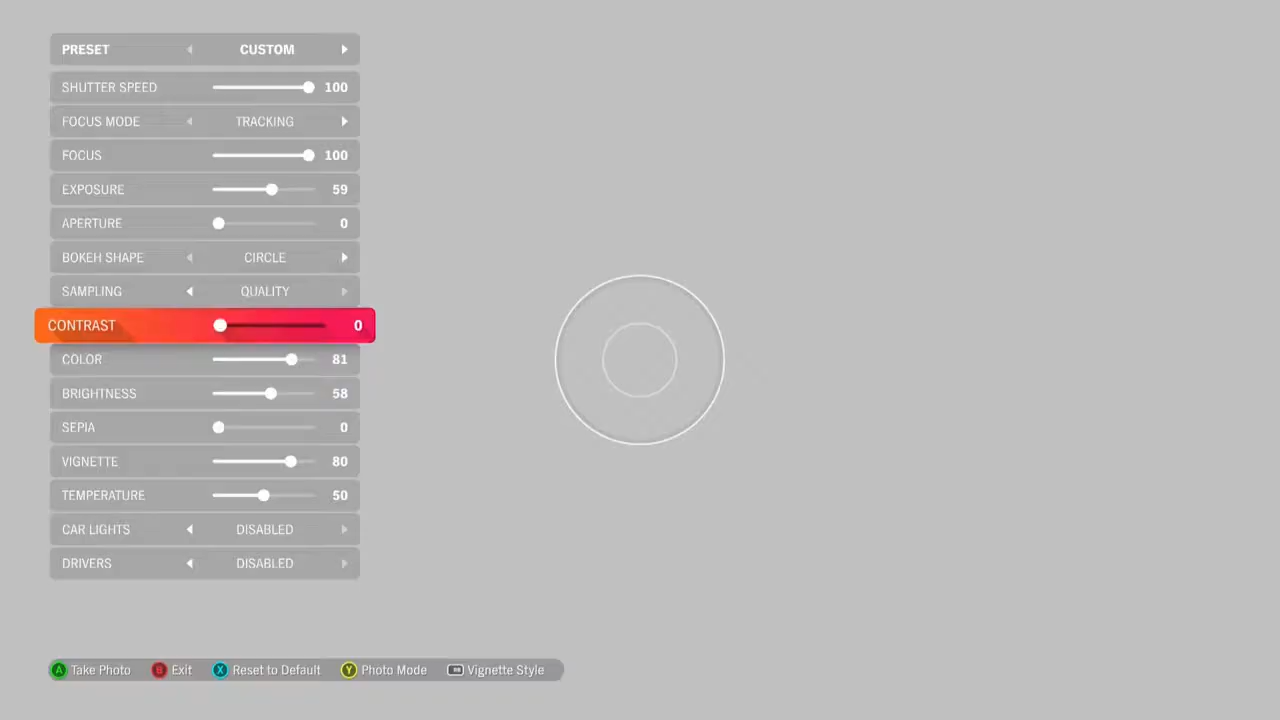 PRESET CUSTOM
SHUTTER SPEED 100
FOCUS MODE TRACKING
FOCUS 100
EXPOSURE 59
APERTURE 0
BOKEH SHAPE CIRCLE
SAMPLING QUALITY
CONTRAST 0
COLOR 81
BRIGHTNESS 58
SEPIA 0
VIGNETTE 80
TEMPERATURE 50
CAR LIGHTS DISABLED
DRIVERS DISABLED
A Take Photo B Exit X Reset to Default Y Photo Mode Vignette Style